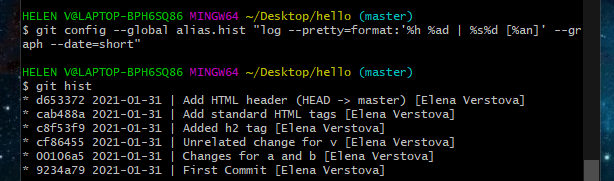 HELEN V@LAPTOP-BPH6SQ86 MINGW64 ~/Desktop/hello (master)
$ git config --global alias.hist "log --pretty=format:'%h %ad | %s%d [%an]' --gr
aph --date=short"
HELEN V@LAPTOP-BPH6SQ86 MINGW64 ~/Desktop/hello (master)
$ git hist
* d653372 2021-01-31 | Add HTML header (HEAD -> master) [Elena Verstova]
* cab488a 2021-01-31 | Add standard HTML tags [Elena Verstova]
* c8f53f9 2021-01-31 | Added h2 tag [Elena Verstova]
* cf86455 2021-01-31 | Unrelated change for v [Elena Verstova]
* 00106a5 2021-01-31 | Changes for a and b [Elena Verstova]
* 9234a79 2021-01-31 | First Commit [Elena Verstova]